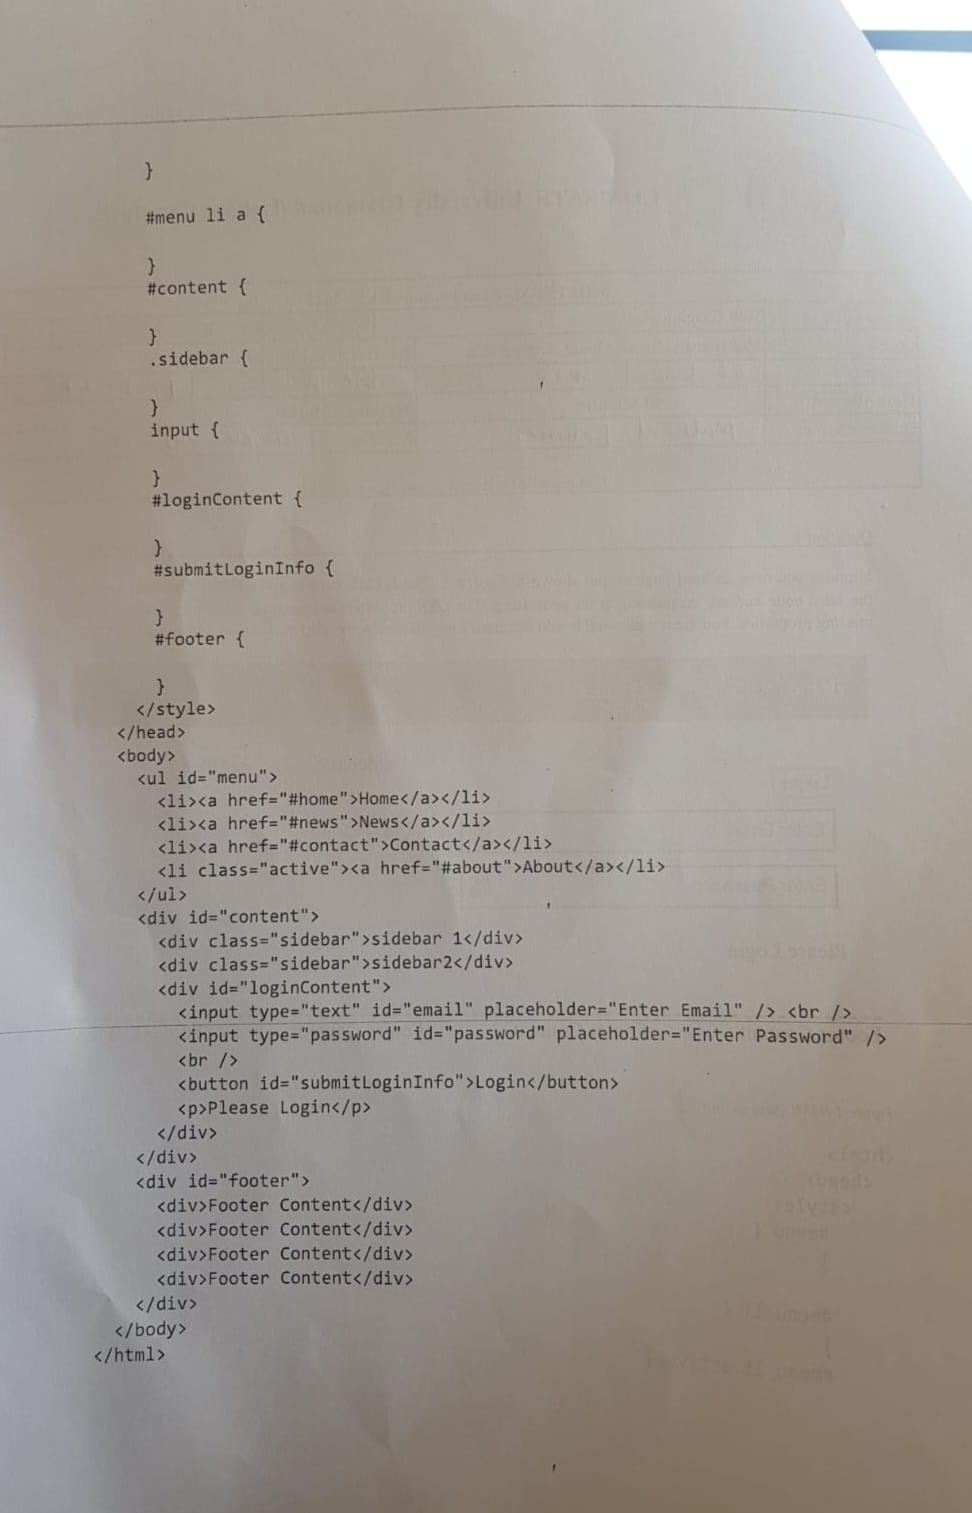 }
#menu li a {
}
#content {
}
.sidebar {
}
input {
}
#loginContent {
}
#submitLoginInfo {
}
#footer {
}
</style>
</head>
<body>
<ul id="menu">
<li><a href="#home">Home</a></li>
<li><a href="#news">News</a></li>
<li><a href="#contact">Contact</a></li>
<li class="active"><a href="#about">About</a></li>
</ul>
<div id="content">
<div class="sidebar">sidebar 1</div>
<div class="sidebar">sidebar2</div>
<div id="loginContent">
<input type="text" id="email" placeholder="Enter Email" /> <br />
<input type="password" id="password" placeholder="Enter Password" />
<br />
<button id="submitLoginInfo">Login</button>
<p>Please Login</p>
</div>
</div>
<div id="footer">
<div>Footer Content</div>
<div>Footer Content</div>
<div>Footer Content</div>
<div>Footer Content</div>
</div>
</body>
</html>